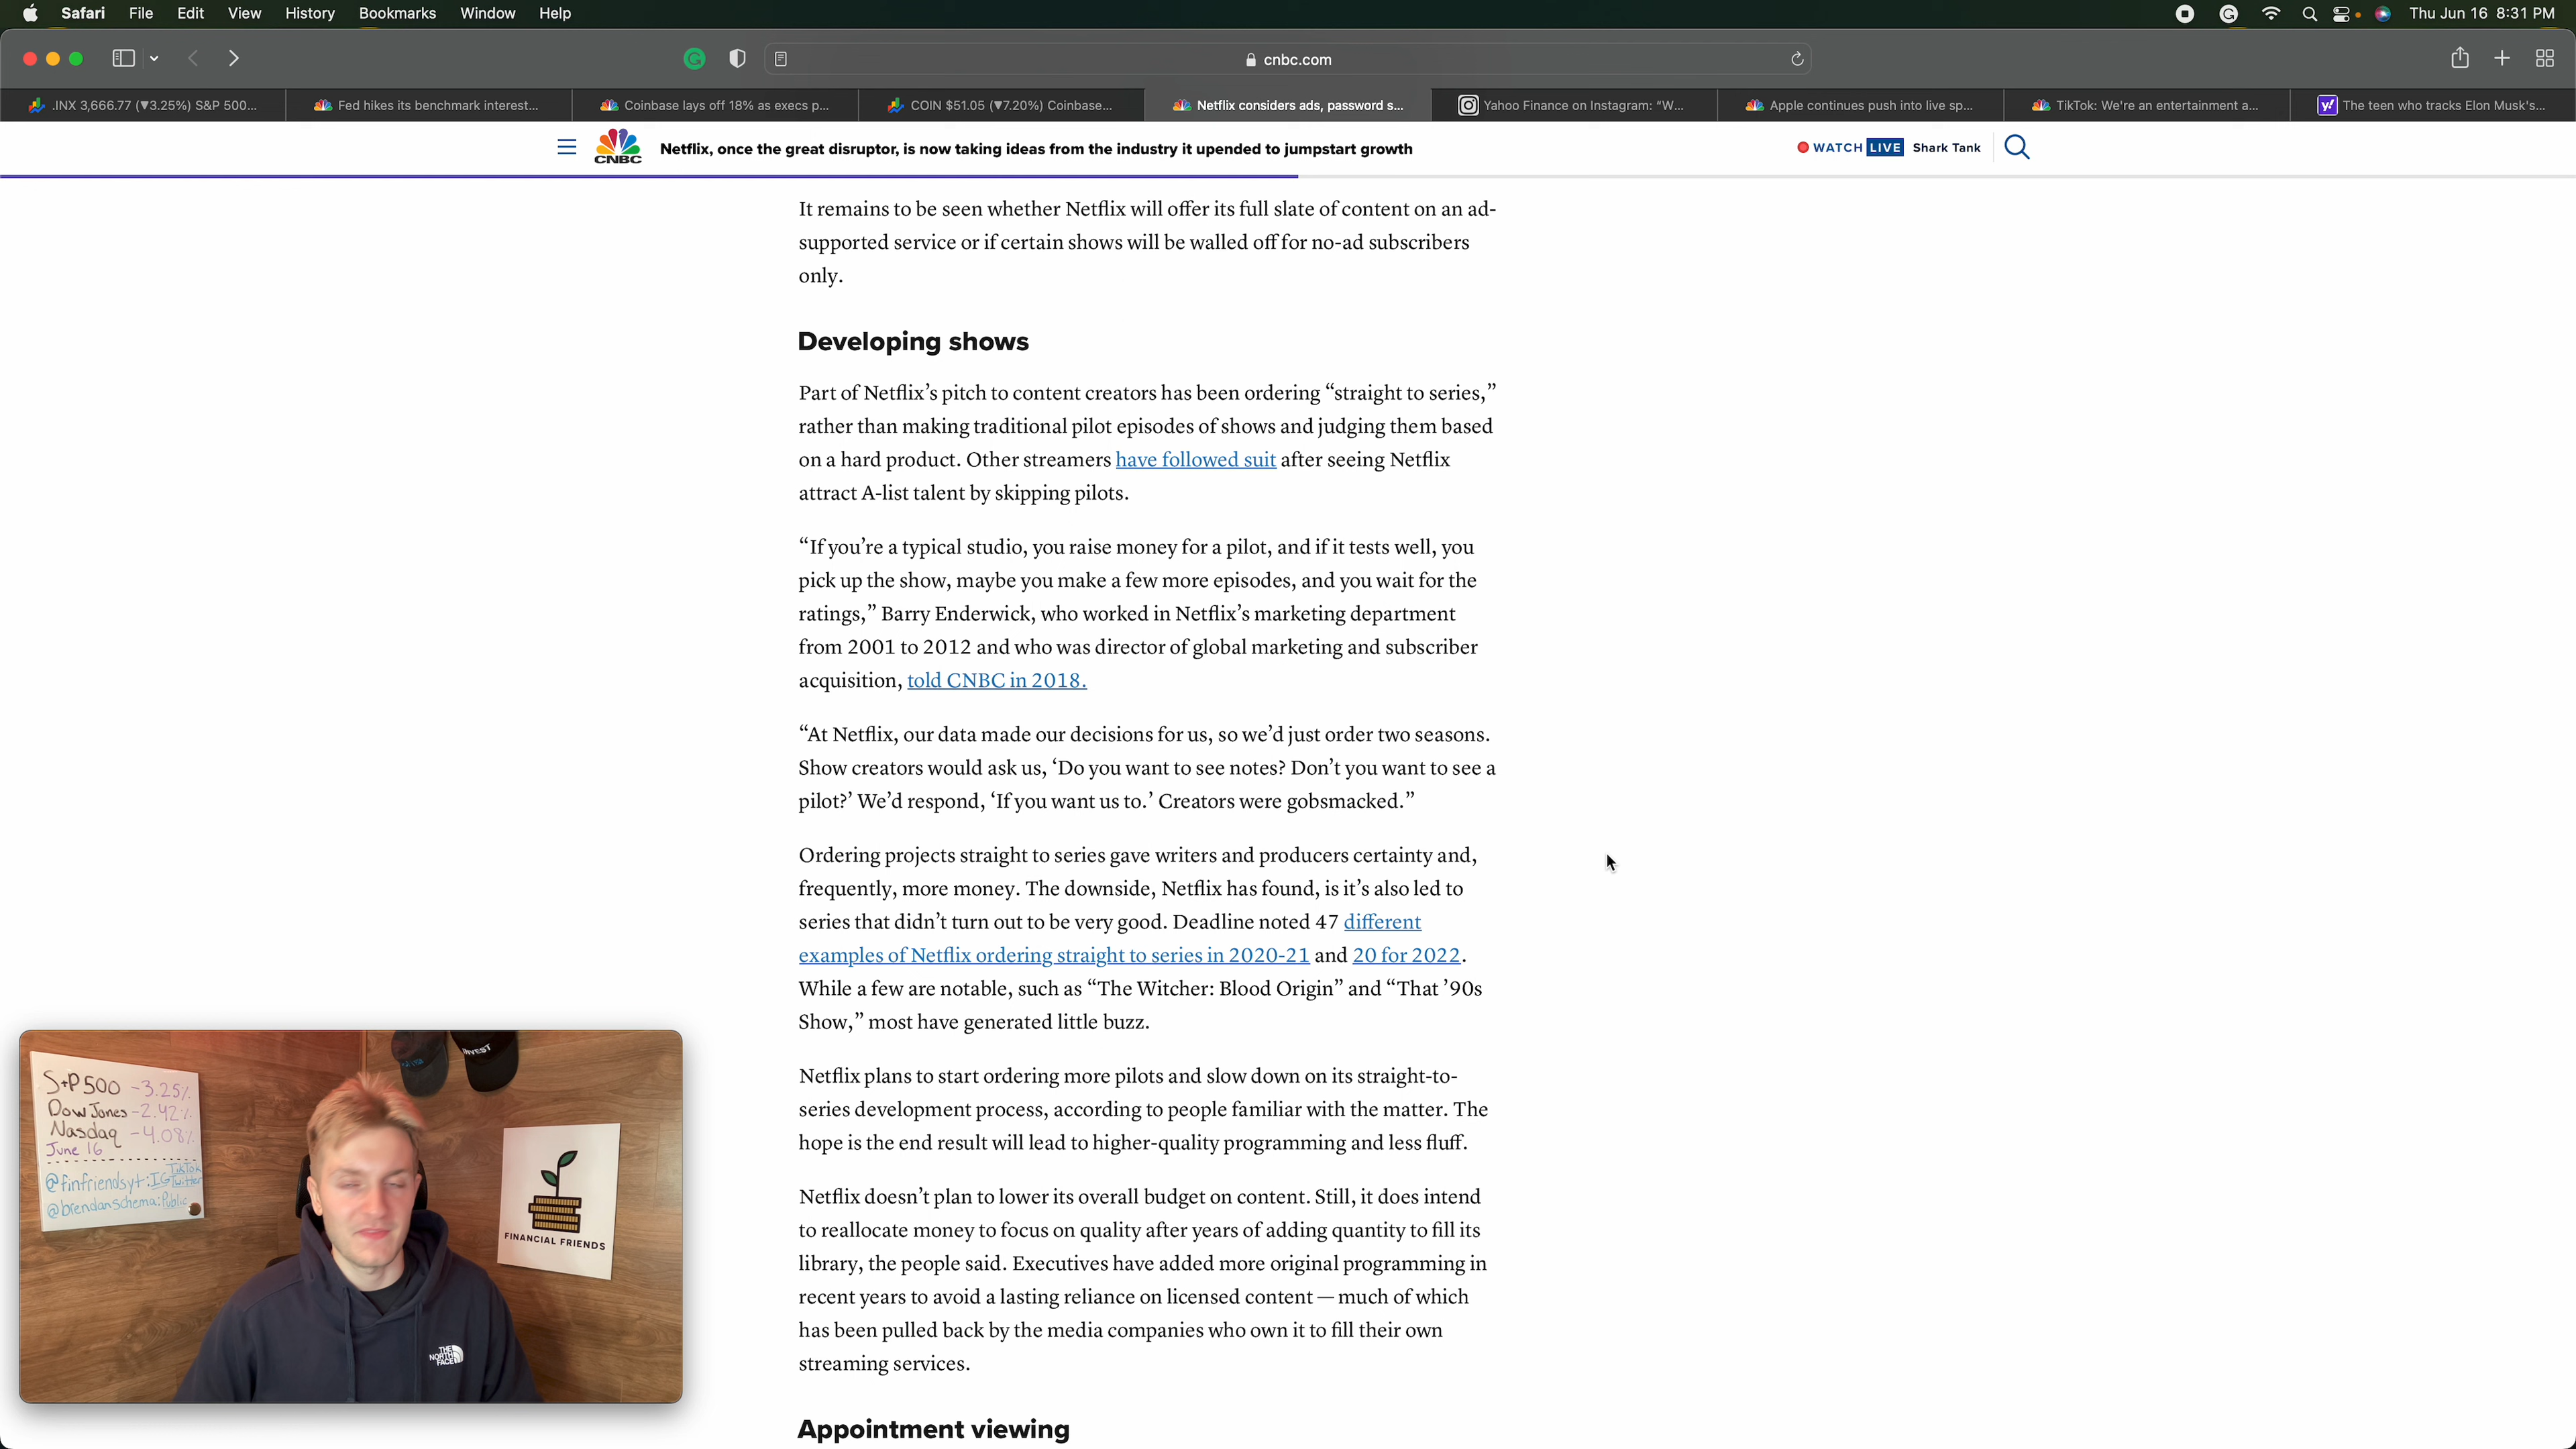 Safari File Edit View History Bookmarks Window Help
Thu Jun 16 8:31 PM
cnbc.com
.INX 3,666.77 (▼3.25%) S&P 500...
Fed hikes its benchmark interest...
Coinbase lays off 18% as execs p...
COIN $51.05 (▼7.20%) Coinbase...
Netflix considers ads, password s...
Yahoo Finance on Instagram: “W...
Apple continues push into live sp...
TikTok: We're an entertainment a...
The teen who tracks Elon Musk's...
CNBC
Netflix, once the great disruptor, is now taking ideas from the industry it upended to jumpstart growth
WATCH LIVE Shark Tank
It remains to be seen whether Netflix will offer its full slate of content on an ad-
supported service or if certain shows will be walled off for no-ad subscribers
only.
Developing shows
Part of Netflix’s pitch to content creators has been ordering “straight to series,”
rather than making traditional pilot episodes of shows and judging them based
on a hard product. Other streamers have followed suit after seeing Netflix
attract A-list talent by skipping pilots.
“If you’re a typical studio, you raise money for a pilot, and if it tests well, you
pick up the show, maybe you make a few more episodes, and you wait for the
ratings,” Barry Enderwick, who worked in Netflix’s marketing department
from 2001 to 2012 and who was director of global marketing and subscriber
acquisition, told CNBC in 2018.
“At Netflix, our data made our decisions for us, so we’d just order two seasons.
Show creators would ask us, ‘Do you want to see notes? Don’t you want to see a
pilot?’ We’d respond, ‘If you want us to.’ Creators were gobsmacked.”
Ordering projects straight to series gave writers and producers certainty and,
frequently, more money. The downside, Netflix has found, is it’s also led to
series that didn’t turn out to be very good. Deadline noted 47 different
examples of Netflix ordering straight to series in 2020-21 and 20 for 2022.
While a few are notable, such as “The Witcher: Blood Origin” and “That ’90s
Show,” most have generated little buzz.
Netflix plans to start ordering more pilots and slow down on its straight-to-
series development process, according to people familiar with the matter. The
hope is the end result will lead to higher-quality programming and less fluff.
Netflix doesn’t plan to lower its overall budget on content. Still, it does intend
to reallocate money to focus on quality after years of adding quantity to fill its
library, the people said. Executives have added more original programming in
recent years to avoid a lasting reliance on licensed content — much of which
has been pulled back by the media companies who own it to fill their own
streaming services.
Appointment viewing
S+P 500 -3.25%
Dow Jones -2.42%
Nasdaq -4.08%
June 16
TikTok
@finfriendsyt: IG Twitter
@brendanschema: Public
INVEST
FINANCIAL FRIENDS
THE
NORTH
FACE